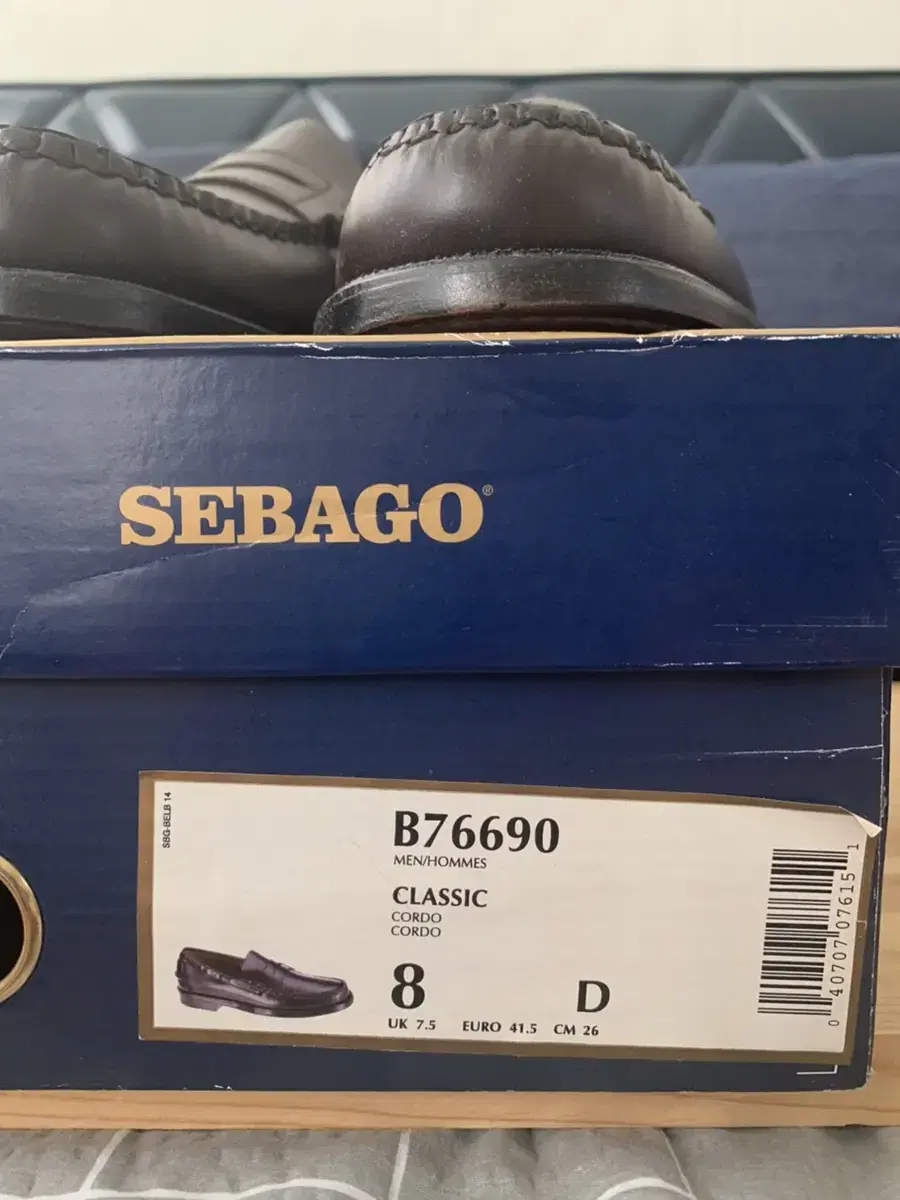 SEBAGO®
SBG-BELB 14
B76690
MEN/HOMMES
CLASSIC
CORDO
CORDO
8 D
UK 7.5 EURO 41.5 CM 26
0 40707 07615 1